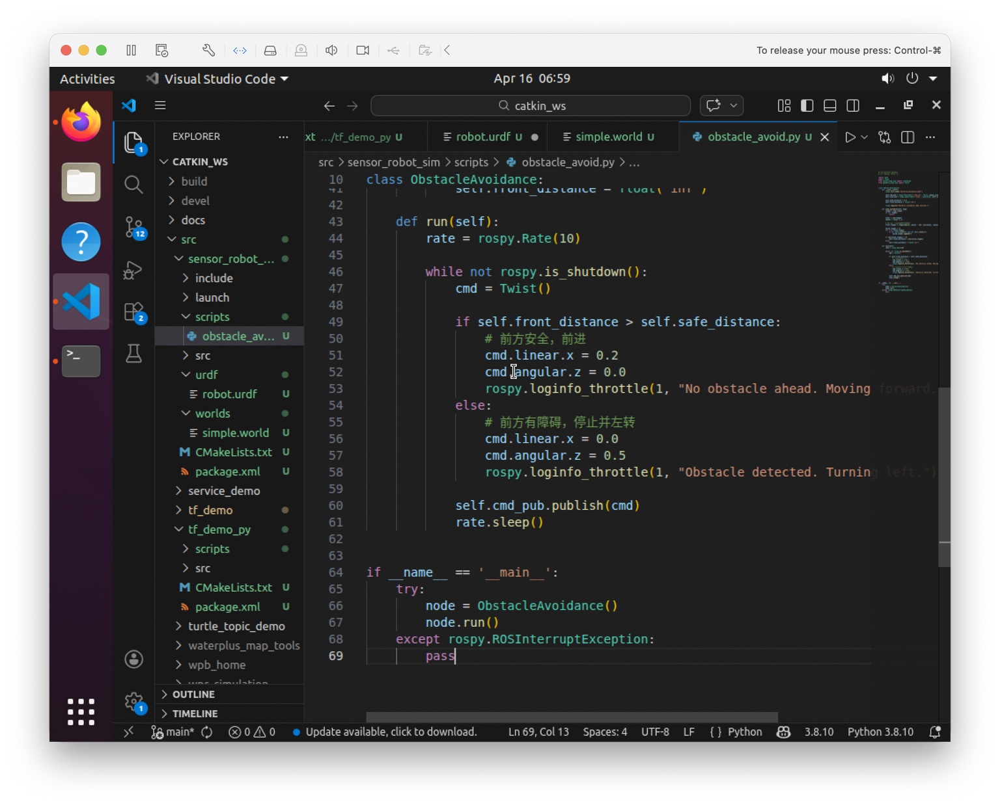 To release your mouse press: Control-⌘
Activities
Visual Studio Code
Apr 16 06:59
catkin_ws
EXPLORER
xt .../tf_demo_py U
robot.urdf U
simple.world U
obstacle_avoid.py U
src > sensor_robot_sim > scripts > obstacle_avoid.py > ...
CATKIN_WS
build
devel
docs
src
sensor_robot_...
include
launch
scripts
obstacle_av... U
src
urdf
robot.urdf U
worlds
simple.world U
CMakeLists.txt U
package.xml U
service_demo
tf_demo
tf_demo_py
scripts
src
CMakeLists.txt U
package.xml U
turtle_topic_demo
waterplus_map_tools
wpb_home
wpr_simulation
OUTLINE
TIMELINE
1
12
2
1
10 class ObstacleAvoidance:
41 self.front_distance = float('inf')
42
43 def run(self):
44 rate = rospy.Rate(10)
45
46 while not rospy.is_shutdown():
47 cmd = Twist()
48
49 if self.front_distance > self.safe_distance:
50 # 前方安全，前进
51 cmd.linear.x = 0.2
52 cmd.angular.z = 0.0
53 rospy.loginfo_throttle(1, "No obstacle ahead. Moving forward.
54 else:
55 # 前方有障碍，停止并左转
56 cmd.linear.x = 0.0
57 cmd.angular.z = 0.5
58 rospy.loginfo_throttle(1, "Obstacle detected. Turning left.")
59
60 self.cmd_pub.publish(cmd)
61 rate.sleep()
62
63
64 if __name__ == '__main__':
65 try:
66 node = ObstacleAvoidance()
67 node.run()
68 except rospy.ROSInterruptException:
69 pass
main*
0
0
Update available, click to download.
Ln 69, Col 13
Spaces: 4
UTF-8
LF
{ } Python
3.8.10
Python 3.8.10